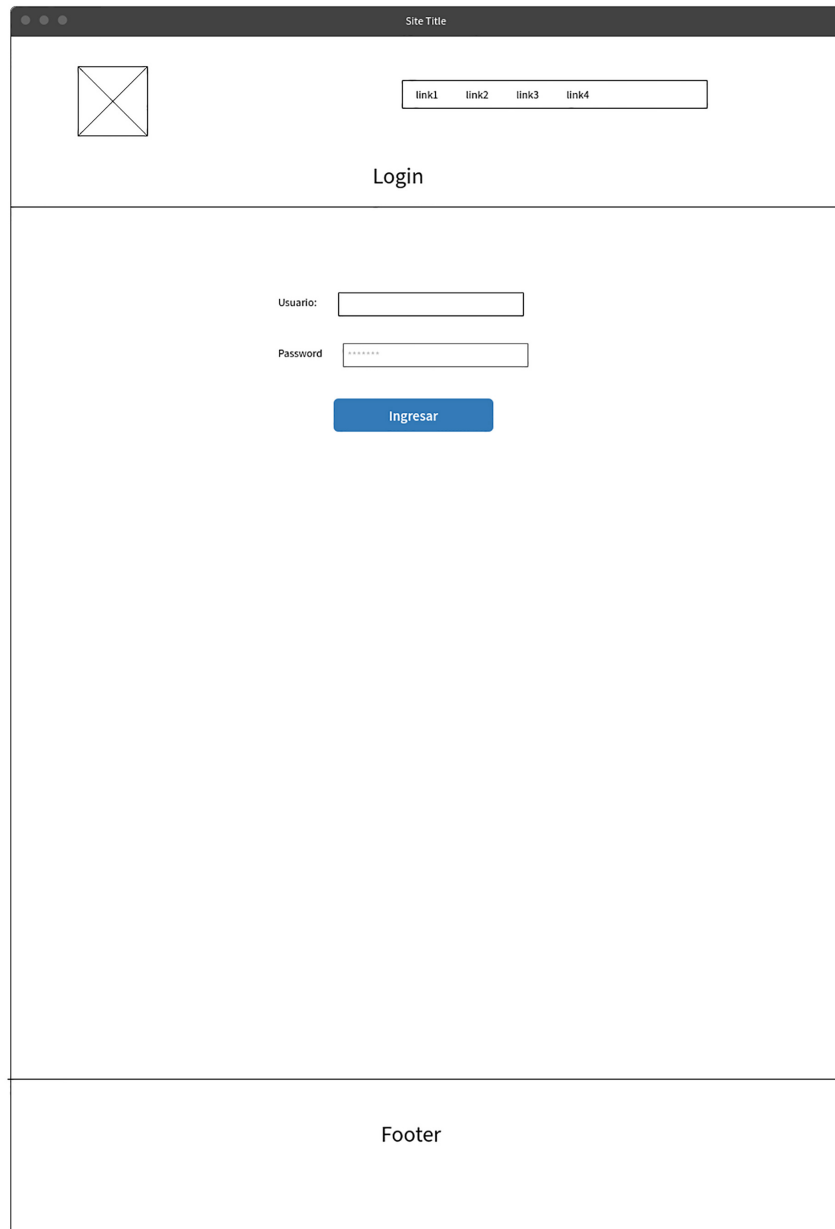 Site Title
link1 link2 link3 link4
Login
Usuario:
Password *******
Ingresar
Footer